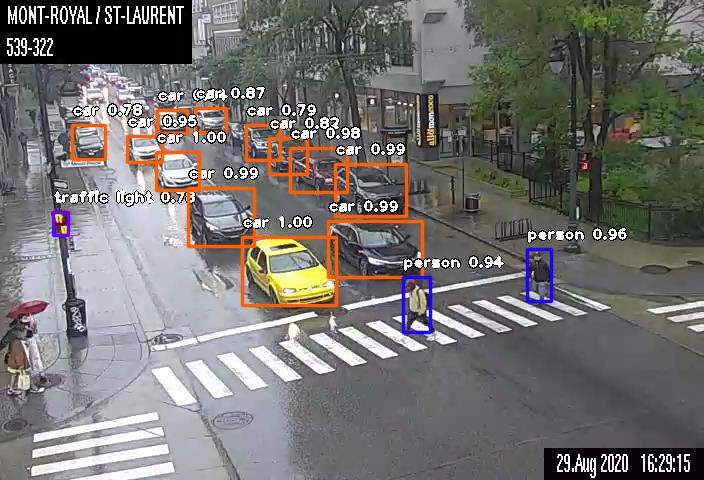 MONT-ROYAL / ST-LAURENT
539-322
car 0.87
car 0.78
car 0.79
car 0.95
car 0.82
car 1.00
car 0.98
car 0.99
car 0.99
traffic light 0.73
car 0.99
car 1.00
person 0.96
person 0.94
29.Aug 2020 16:29:15